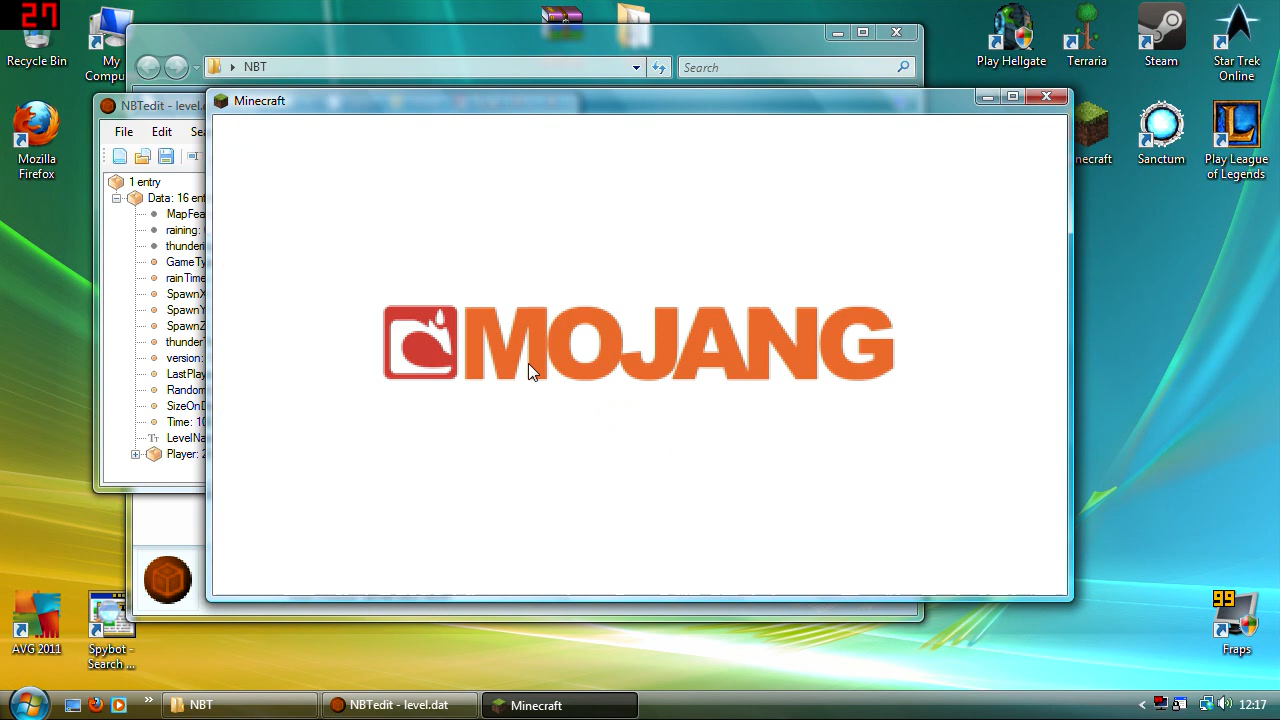 27
Recycle Bin
My
Compu
Mozilla
Firefox
AVG 2011
Spybot -
Search ...
Play Hellgate
Terraria
Steam
Star Trek
Online
necraft
Sanctum
Play League
of Legends
99
Fraps
NBT
Search
NBTedit - level.d
File Edit Sea
1 entry
Data: 16 ent
MapFea
raining:
thunderi
GameTy
rainTime
SpawnX
SpawnY
SpawnZ
thunder
version:
LastPlay
Random
SizeOnD
Time: 10
LevelNa
Player: 2
Minecraft
MOJANG
NBT
NBTedit - level.dat
Minecraft
12:17